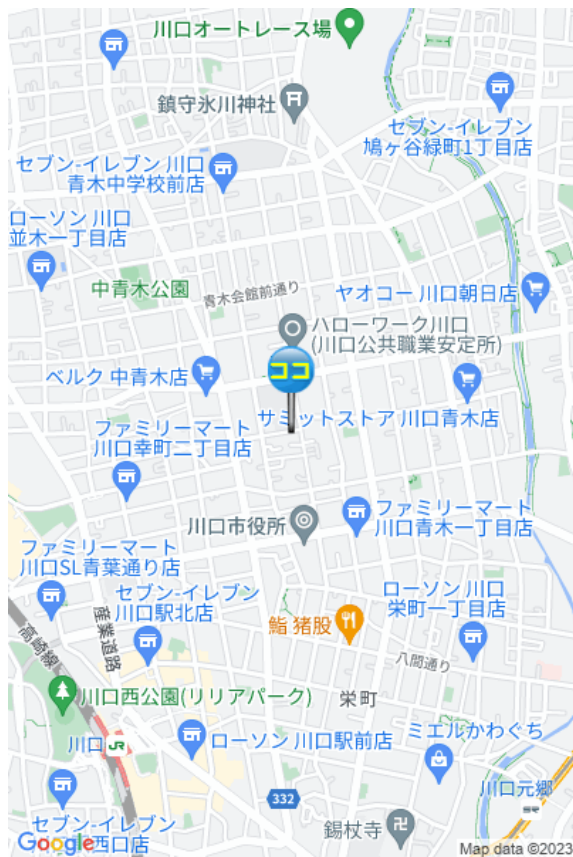 川口オートレース場
鎮守氷川神社
セブン-イレブン
鳩ヶ谷緑町1丁目店
セブン-イレブン 川口
青木中学校前店
ローソン 川口
並木一丁目店
中青木公園
青木会館前通り
ヤオコー 川口朝日店
ハローワーク川口
(川口公共職業安定所)
ココ
ベルク 中青木店
サミットストア 川口青木店
ファミリーマート
川口幸町二丁目店
川口市役所
ファミリーマート
川口青木一丁目店
ファミリーマート
川口SL青葉通り店
セブン-イレブン
川口駅北店
ローソン 川口
栄町一丁目店
産業道路
高崎線
鮨 猪股
八間通り
川口西公園(リリアパーク)
栄町
川口
JR
ローソン 川口駅前店
ミエルかわぐち
川口元郷
SR
332
錫杖寺
セブン-イレブン
西口店
Google
Map data ©2023